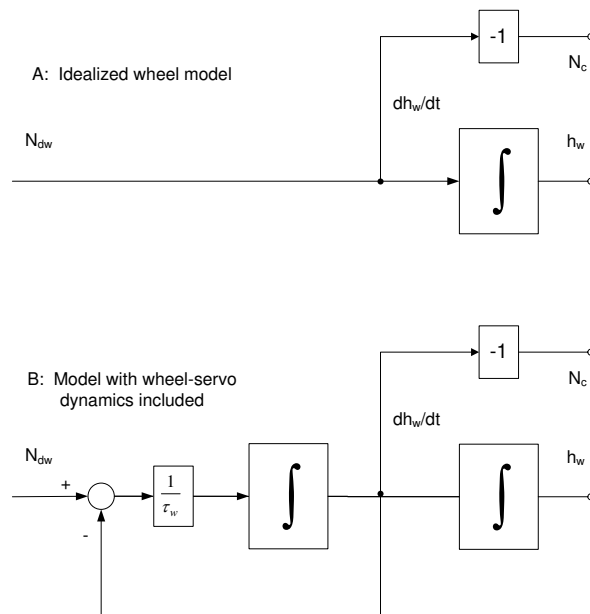 -1
A: Idealized wheel model
N_c
dh_w/dt
N_dw
h_w
∫
-1
B: Model with wheel-servo
dynamics included
N_c
dh_w/dt
N_dw
h_w
+
1
τ_w
∫
∫
-